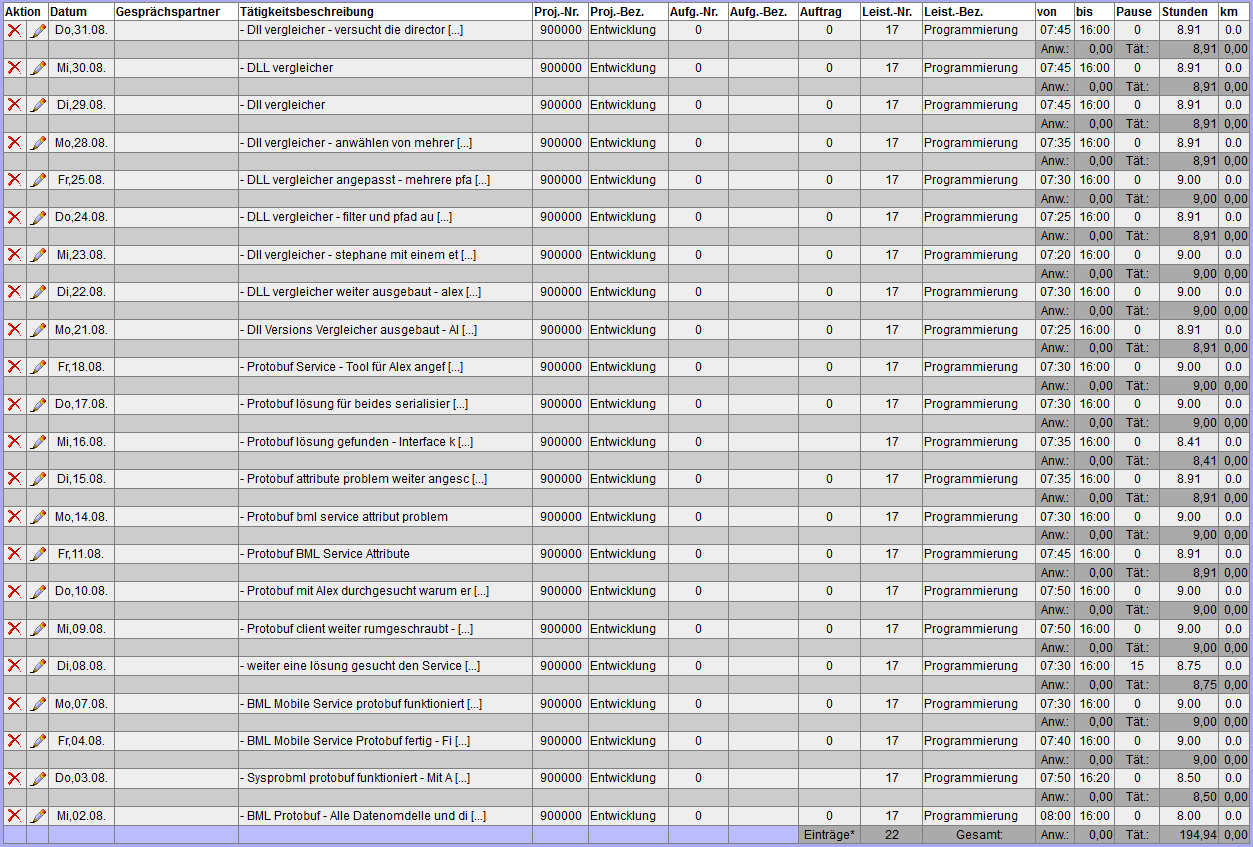 Aktion Datum Gesprächspartner Tätigkeitsbeschreibung Proj.-Nr. Proj.-Bez. Aufg.-Nr. Aufg.-Bez. Auftrag Leist.-Nr. Leist.-Bez. von bis Pause Stunden km
Do,31.08. - Dll vergleicher - versucht die director [...] 900000 Entwicklung 0 0 17 Programmierung 07:45 16:00 0 8.91 0.0
Anw.: 0,00 Tät.: 8,91 0,00
Mi,30.08. - DLL vergleicher 900000 Entwicklung 0 0 17 Programmierung 07:45 16:00 0 8.91 0.0
Anw.: 0,00 Tät.: 8,91 0,00
Di,29.08. - Dll vergleicher 900000 Entwicklung 0 0 17 Programmierung 07:45 16:00 0 8.91 0.0
Anw.: 0,00 Tät.: 8,91 0,00
Mo,28.08. - Dll vergleicher - anwählen von mehrer [...] 900000 Entwicklung 0 0 17 Programmierung 07:35 16:00 0 8.91 0.0
Anw.: 0,00 Tät.: 8,91 0,00
Fr,25.08. - DLL vergleicher angepasst - mehrere pfa [...] 900000 Entwicklung 0 0 17 Programmierung 07:30 16:00 0 9.00 0.0
Anw.: 0,00 Tät.: 9,00 0,00
Do,24.08. - DLL vergleicher - filter und pfad au [...] 900000 Entwicklung 0 0 17 Programmierung 07:25 16:00 0 8.91 0.0
Anw.: 0,00 Tät.: 8,91 0,00
Mi,23.08. - Dll vergleicher - stephane mit einem et [...] 900000 Entwicklung 0 0 17 Programmierung 07:20 16:00 0 9.00 0.0
Anw.: 0,00 Tät.: 9,00 0,00
Di,22.08. - DLL vergleicher weiter ausgebaut - alex [...] 900000 Entwicklung 0 0 17 Programmierung 07:30 16:00 0 9.00 0.0
Anw.: 0,00 Tät.: 9,00 0,00
Mo,21.08. - Dll Versions Vergleicher ausgebaut - Al [...] 900000 Entwicklung 0 0 17 Programmierung 07:25 16:00 0 8.91 0.0
Anw.: 0,00 Tät.: 8,91 0,00
Fr,18.08. - Protobuf Service - Tool für Alex angef [...] 900000 Entwicklung 0 0 17 Programmierung 07:30 16:00 0 9.00 0.0
Anw.: 0,00 Tät.: 9,00 0,00
Do,17.08. - Protobuf lösung für beides serialisier [...] 900000 Entwicklung 0 0 17 Programmierung 07:30 16:00 0 9.00 0.0
Anw.: 0,00 Tät.: 9,00 0,00
Mi,16.08. - Protobuf lösung gefunden - Interface k [...] 900000 Entwicklung 0 17 Programmierung 07:35 16:00 0 8.41 0.0
Anw.: 0,00 Tät.: 8,41 0,00
Di,15.08. - Protobuf attribute problem weiter angesc [...] 900000 Entwicklung 0 0 17 Programmierung 07:35 16:00 0 8.91 0.0
Anw.: 0,00 Tät.: 8,91 0,00
Mo,14.08. - Protobuf bml service attribut problem 900000 Entwicklung 0 0 17 Programmierung 07:30 16:00 0 9.00 0.0
Anw.: 0,00 Tät.: 9,00 0,00
Fr,11.08. - Protobuf BML Service Attribute 900000 Entwicklung 0 0 17 Programmierung 07:45 16:00 0 8.91 0.0
Anw.: 0,00 Tät.: 8,91 0,00
Do,10.08. - Protobuf mit Alex durchgesucht warum er [...] 900000 Entwicklung 0 0 17 Programmierung 07:50 16:00 0 9.00 0.0
Anw.: 0,00 Tät.: 9,00 0,00
Mi,09.08. - Protobuf client weiter rumgeschraubt - [...] 900000 Entwicklung 0 0 17 Programmierung 07:50 16:00 0 9.00 0.0
Anw.: 0,00 Tät.: 9,00 0,00
Di,08.08. - weiter eine lösung gesucht den Service [...] 900000 Entwicklung 0 0 17 Programmierung 07:30 16:00 15 8.75 0.0
Anw.: 0,00 Tät.: 8,75 0,00
Mo,07.08. - BML Mobile Service protobuf funktioniert [...] 900000 Entwicklung 0 0 17 Programmierung 07:30 16:00 0 9.00 0.0
Anw.: 0,00 Tät.: 9,00 0,00
Fr,04.08. - BML Mobile Service Protobuf fertig - Fi [...] 900000 Entwicklung 0 0 17 Programmierung 07:40 16:00 0 9.00 0.0
Anw.: 0,00 Tät.: 9,00 0,00
Do,03.08. - Sysprobml protobuf funktioniert - Mit A [...] 900000 Entwicklung 0 17 Programmierung 07:50 16:20 0 8.50 0.0
Anw.: 0,00 Tät.: 8,50 0,00
Mi,02.08. - BML Protobuf - Alle Datenomdelle und di [...] 900000 Entwicklung 0 0 17 Programmierung 08:00 16:00 0 8.00 0.0
Einträge* 22 Gesamt: Anw.: 0,00 Tät.: 194,94 0,00